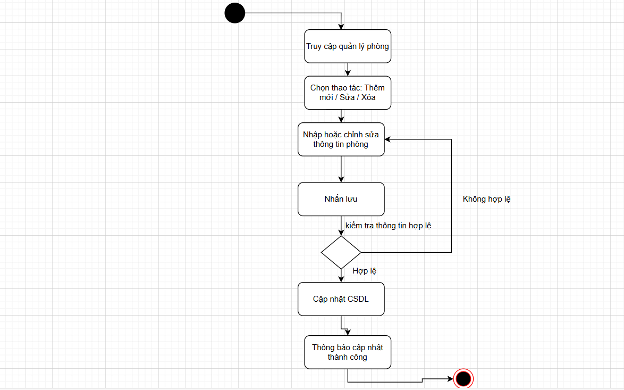 Truy cập quản lý phòng
Chọn thao tác: Thêm
mới / Sửa / Xóa
Nhập hoặc chỉnh sửa
thông tin phòng
Không hợp lệ
Nhấn lưu
kiểm tra thông tin hợp lệ
Hợp lệ
Cập nhật CSDL
Thông báo cập nhật
thành công